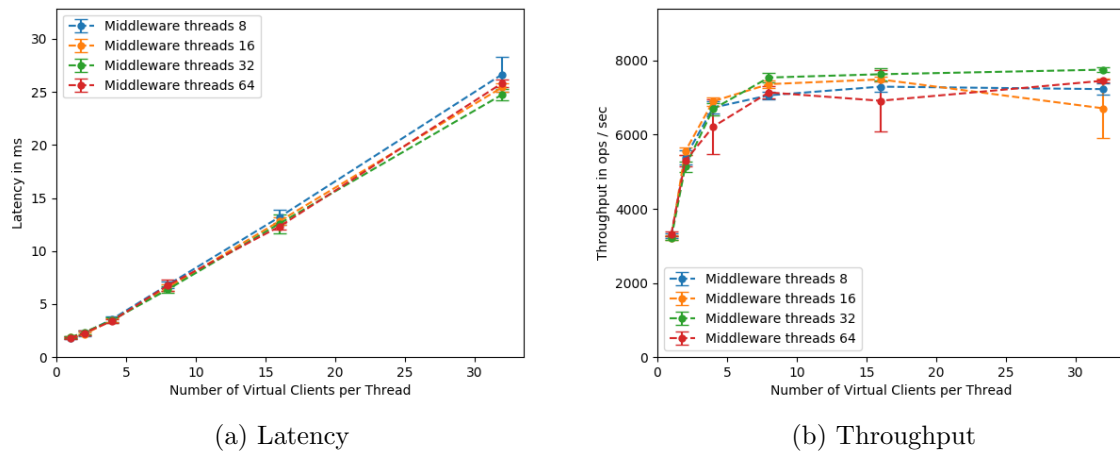 30
25
20
15
10
5
0
Latency in ms
Middleware threads 8
Middleware threads 16
Middleware threads 32
Middleware threads 64
0 5 10 15 20 25 30
Number of Virtual Clients per Thread
(a) Latency
8000
6000
4000
2000
0
Throughput in ops / sec
Middleware threads 8
Middleware threads 16
Middleware threads 32
Middleware threads 64
0 5 10 15 20 25 30
Number of Virtual Clients per Thread
(b) Throughput